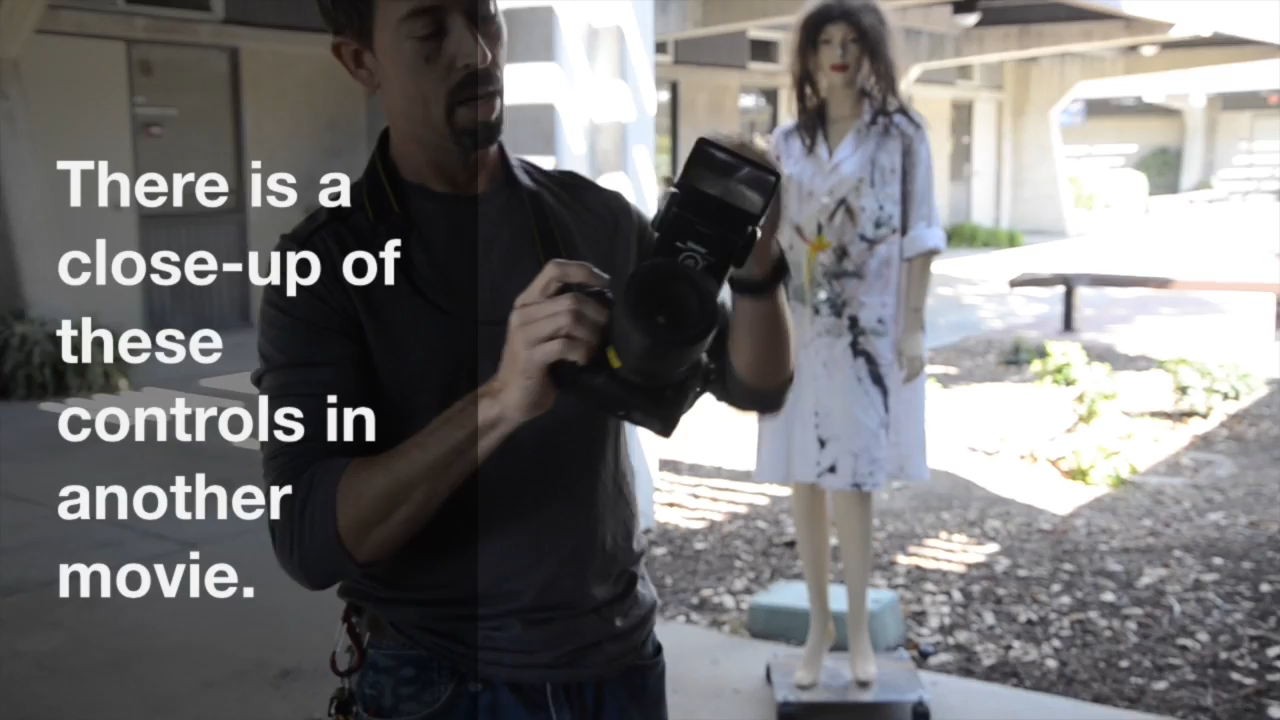 There is a
close-up of
these
controls in
another
movie.